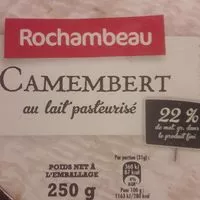 Rochambeau
CAMEMBERT
au lait pasteurisé
22 %
de mat. gr. dans
le produit fini
POIDS NET À
L'EMBALLAGE
250 g
Par portion (31g) :